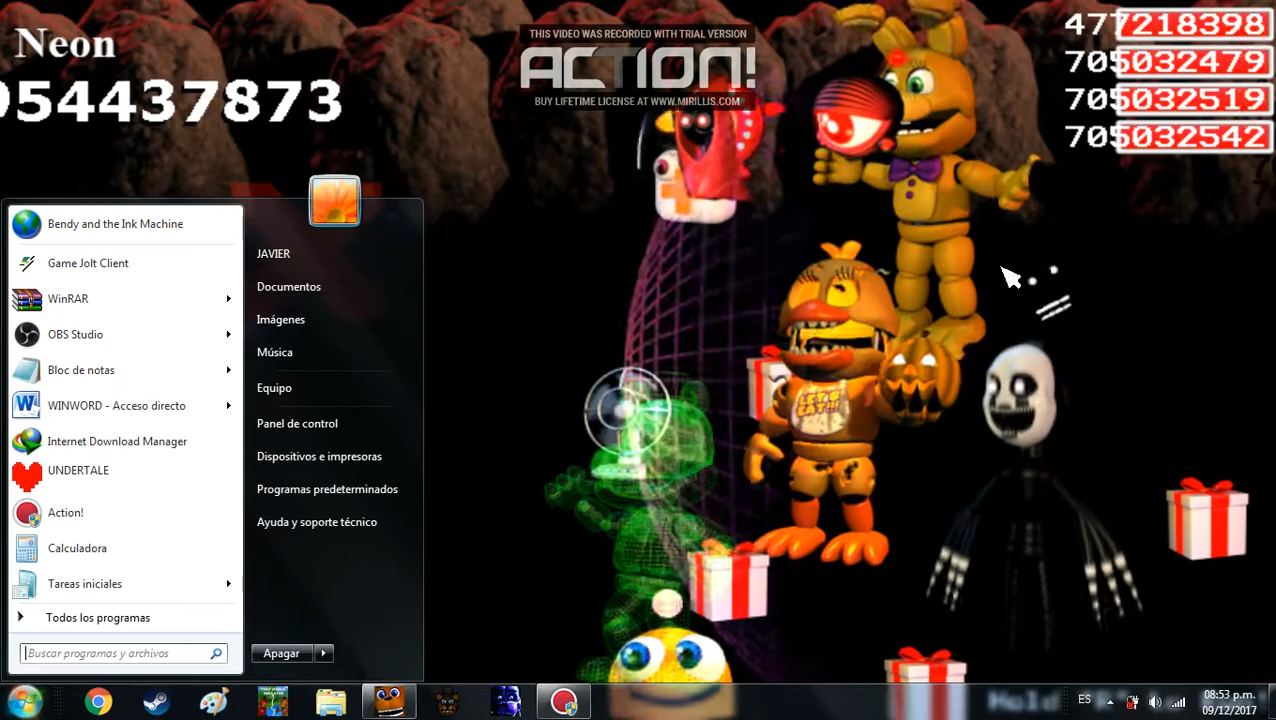 Neon
954437873
THIS VIDEO WAS RECORDED WITH TRIAL VERSION
ACTION!
BUY LIFETIME LICENSE AT WWW.MIRILLIS.COM
477218398
705032479
705032519
705032542
Bendy and the Ink Machine
Game Jolt Client
WinRAR
OBS Studio
Bloc de notas
WINWORD - Acceso directo
Internet Download Manager
UNDERTALE
Action!
Calculadora
Tareas iniciales
Todos los programas
Buscar programas y archivos
JAVIER
Documentos
Imágenes
Música
Equipo
Panel de control
Dispositivos e impresoras
Programas predeterminados
Ayuda y soporte técnico
Apagar
LET'S EAT!!!
ES
08:53 p.m.
09/12/2017